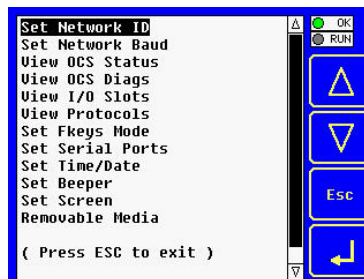 Set Network ID
Set Network Baud
View OCS Status
View OCS Diags
View I/O Slots
View Protocols
Set Fkeys Mode
Set Serial Ports
Set Time/Date
Set Beeper
Set Screen
Removable Media
( Press ESC to exit )
OK
RUN
Esc